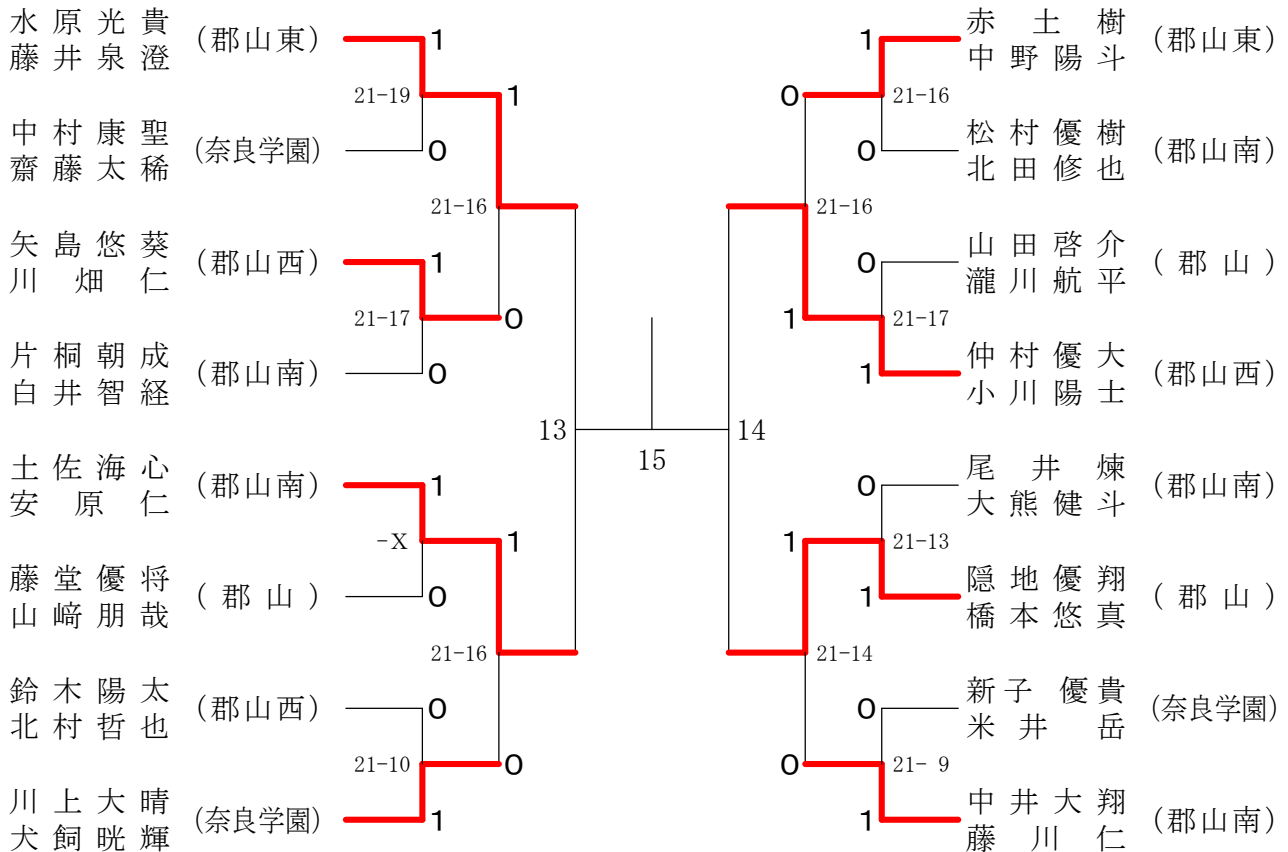 水原光貴
藤井泉澄
(郡山東)
1
21-19
1
中村康聖
齋藤太稀
(奈良学園)
0
21-16
矢島悠葵
川畑仁
(郡山西)
1
21-17
0
片桐朝成
白井智経
(郡山南)
0
13
土佐海心
安原仁
(郡山南)
1
-X
1
藤堂優将
山﨑朋哉
(郡山)
0
21-16
鈴木陽太
北村哲也
(郡山西)
0
21-10
0
川上大晴
犬飼晄輝
(奈良学園)
1
15
1
赤土樹
中野陽斗
(郡山東)
0
21-16
0
松村優樹
北田修也
(郡山南)
21-16
0
山田啓介
瀧川航平
(郡山)
1
21-17
1
仲村優大
小川陽士
(郡山西)
14
0
尾井煉
大熊健斗
(郡山南)
1
21-13
1
隠地優翔
橋本悠真
(郡山)
21-14
0
新子優貴
米井岳
(奈良学園)
0
21- 9
1
中井大翔
藤川仁
(郡山南)